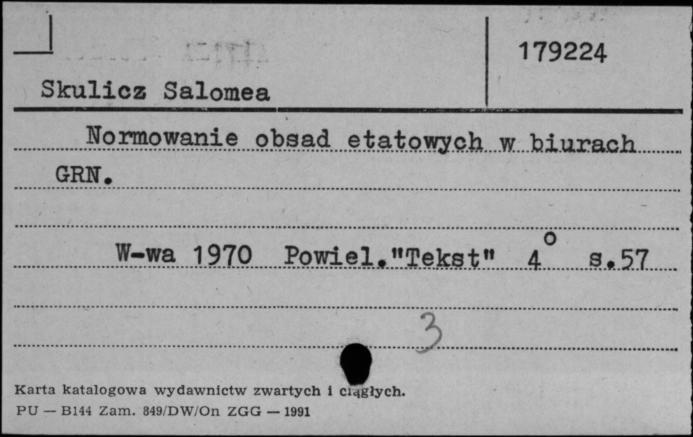 179224
Skulicz Salomea
Normowanie obsad etatowych w biurach
GRN.
W-wa 1970 Powiel."Tekst" 4° s.57
3
Karta katalogowa wydawnictw zwartych i ciągłych.
PU — B144 Zam. 849/DW/On ZGG — 1991